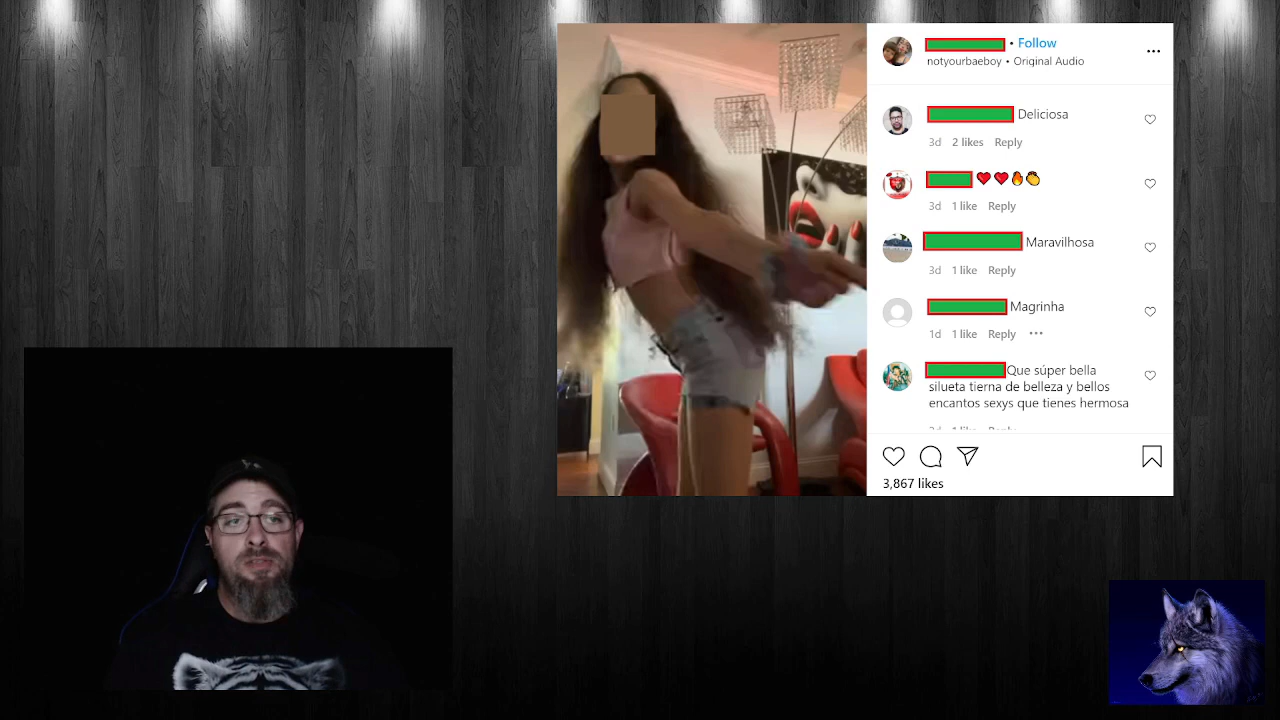 • Follow
notyourbaeboy • Original Audio
Deliciosa
3d 2 likes Reply
3d 1 like Reply
Maravilhosa
3d 1 like Reply
Magrinha
1d 1 like Reply
Que súper bella
silueta tierna de belleza y bellos
encantos sexys que tienes hermosa
3,867 likes